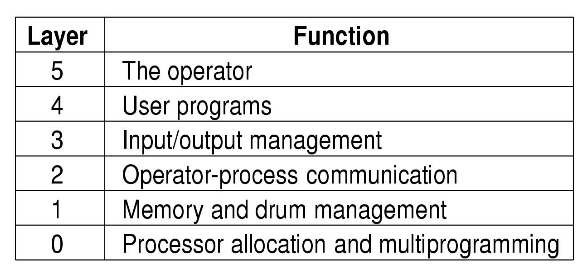 Layer Function
5 The operator
4 User programs
3 Input/output management
2 Operator-process communication
1 Memory and drum management
0 Processor allocation and multiprogramming